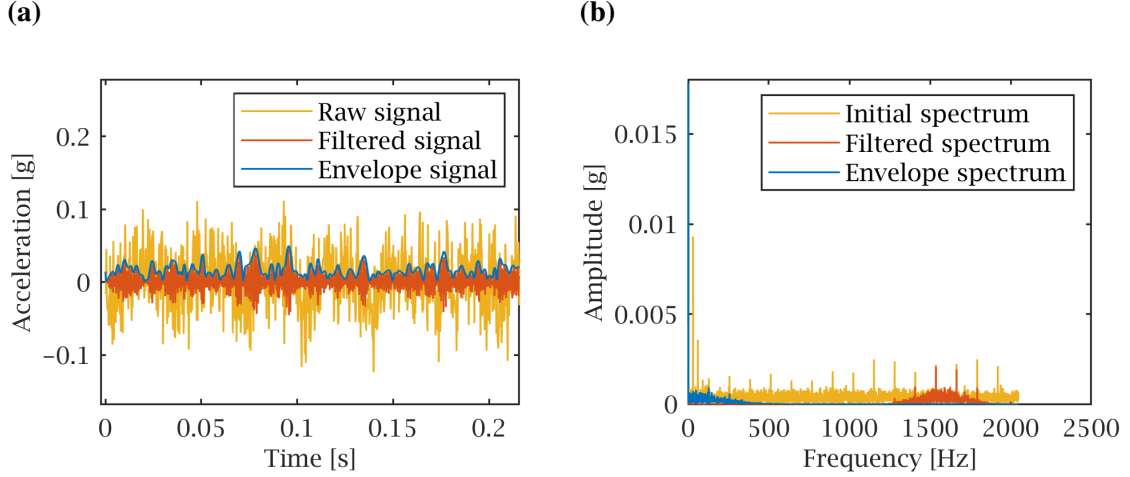 (a)
(b)
Raw signal
Filtered signal
Envelope signal
0.2
0.1
0
−0.1
Acceleration [g]
0 0.05 0.1 0.15 0.2
Time [s]
Initial spectrum
Filtered spectrum
Envelope spectrum
0.015
0.01
0.005
0
Amplitude [g]
0 500 1000 1500 2000 2500
Frequency [Hz]